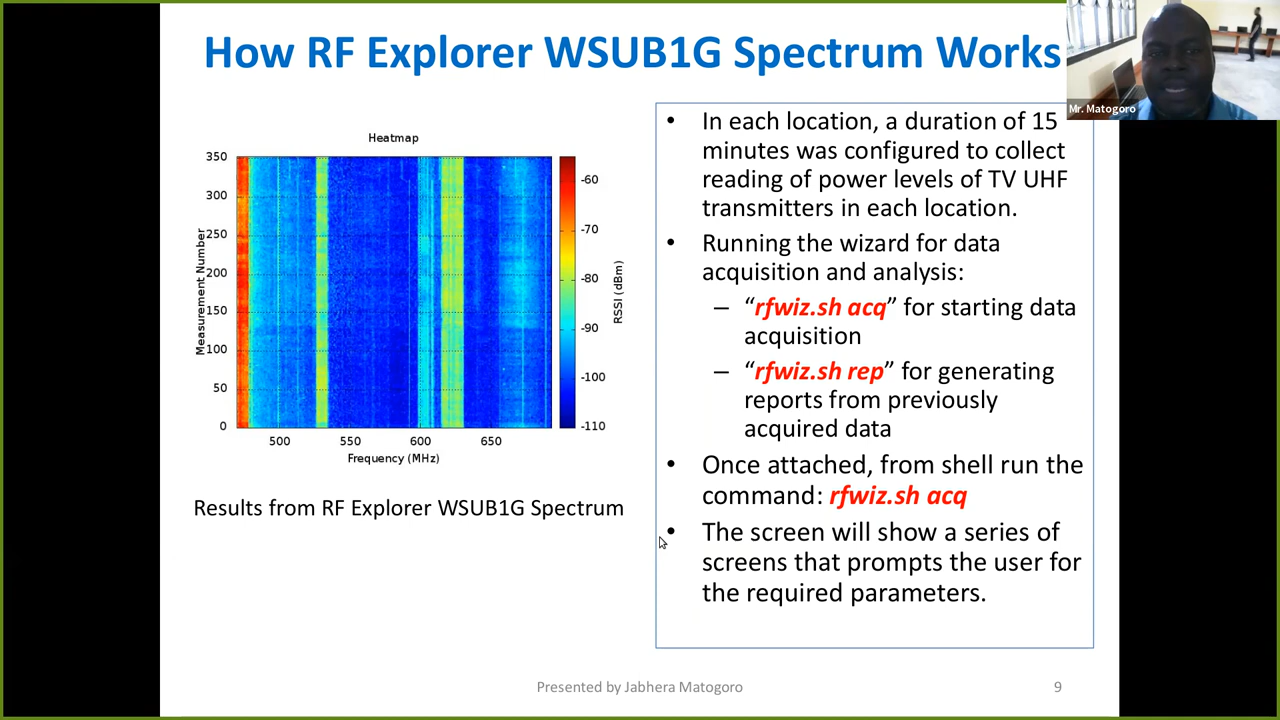 How RF Explorer WSUB1G Spectrum Works
Mr. Matogoro
Heatmap
350
300
250
200
150
100
50
0
Measurement Number
500
550
600
650
Frequency (MHz)
-60
-70
-80
-90
-100
-110
RSSI (dBm)
Results from RF Explorer WSUB1G Spectrum
• In each location, a duration of 15
minutes was configured to collect
reading of power levels of TV UHF
transmitters in each location.
• Running the wizard for data
acquisition and analysis:
– “rfwiz.sh acq” for starting data
acquisition
– “rfwiz.sh rep” for generating
reports from previously
acquired data
• Once attached, from shell run the
command: rfwiz.sh acq
• The screen will show a series of
screens that prompts the user for
the required parameters.
Presented by Jabhera Matogoro
9